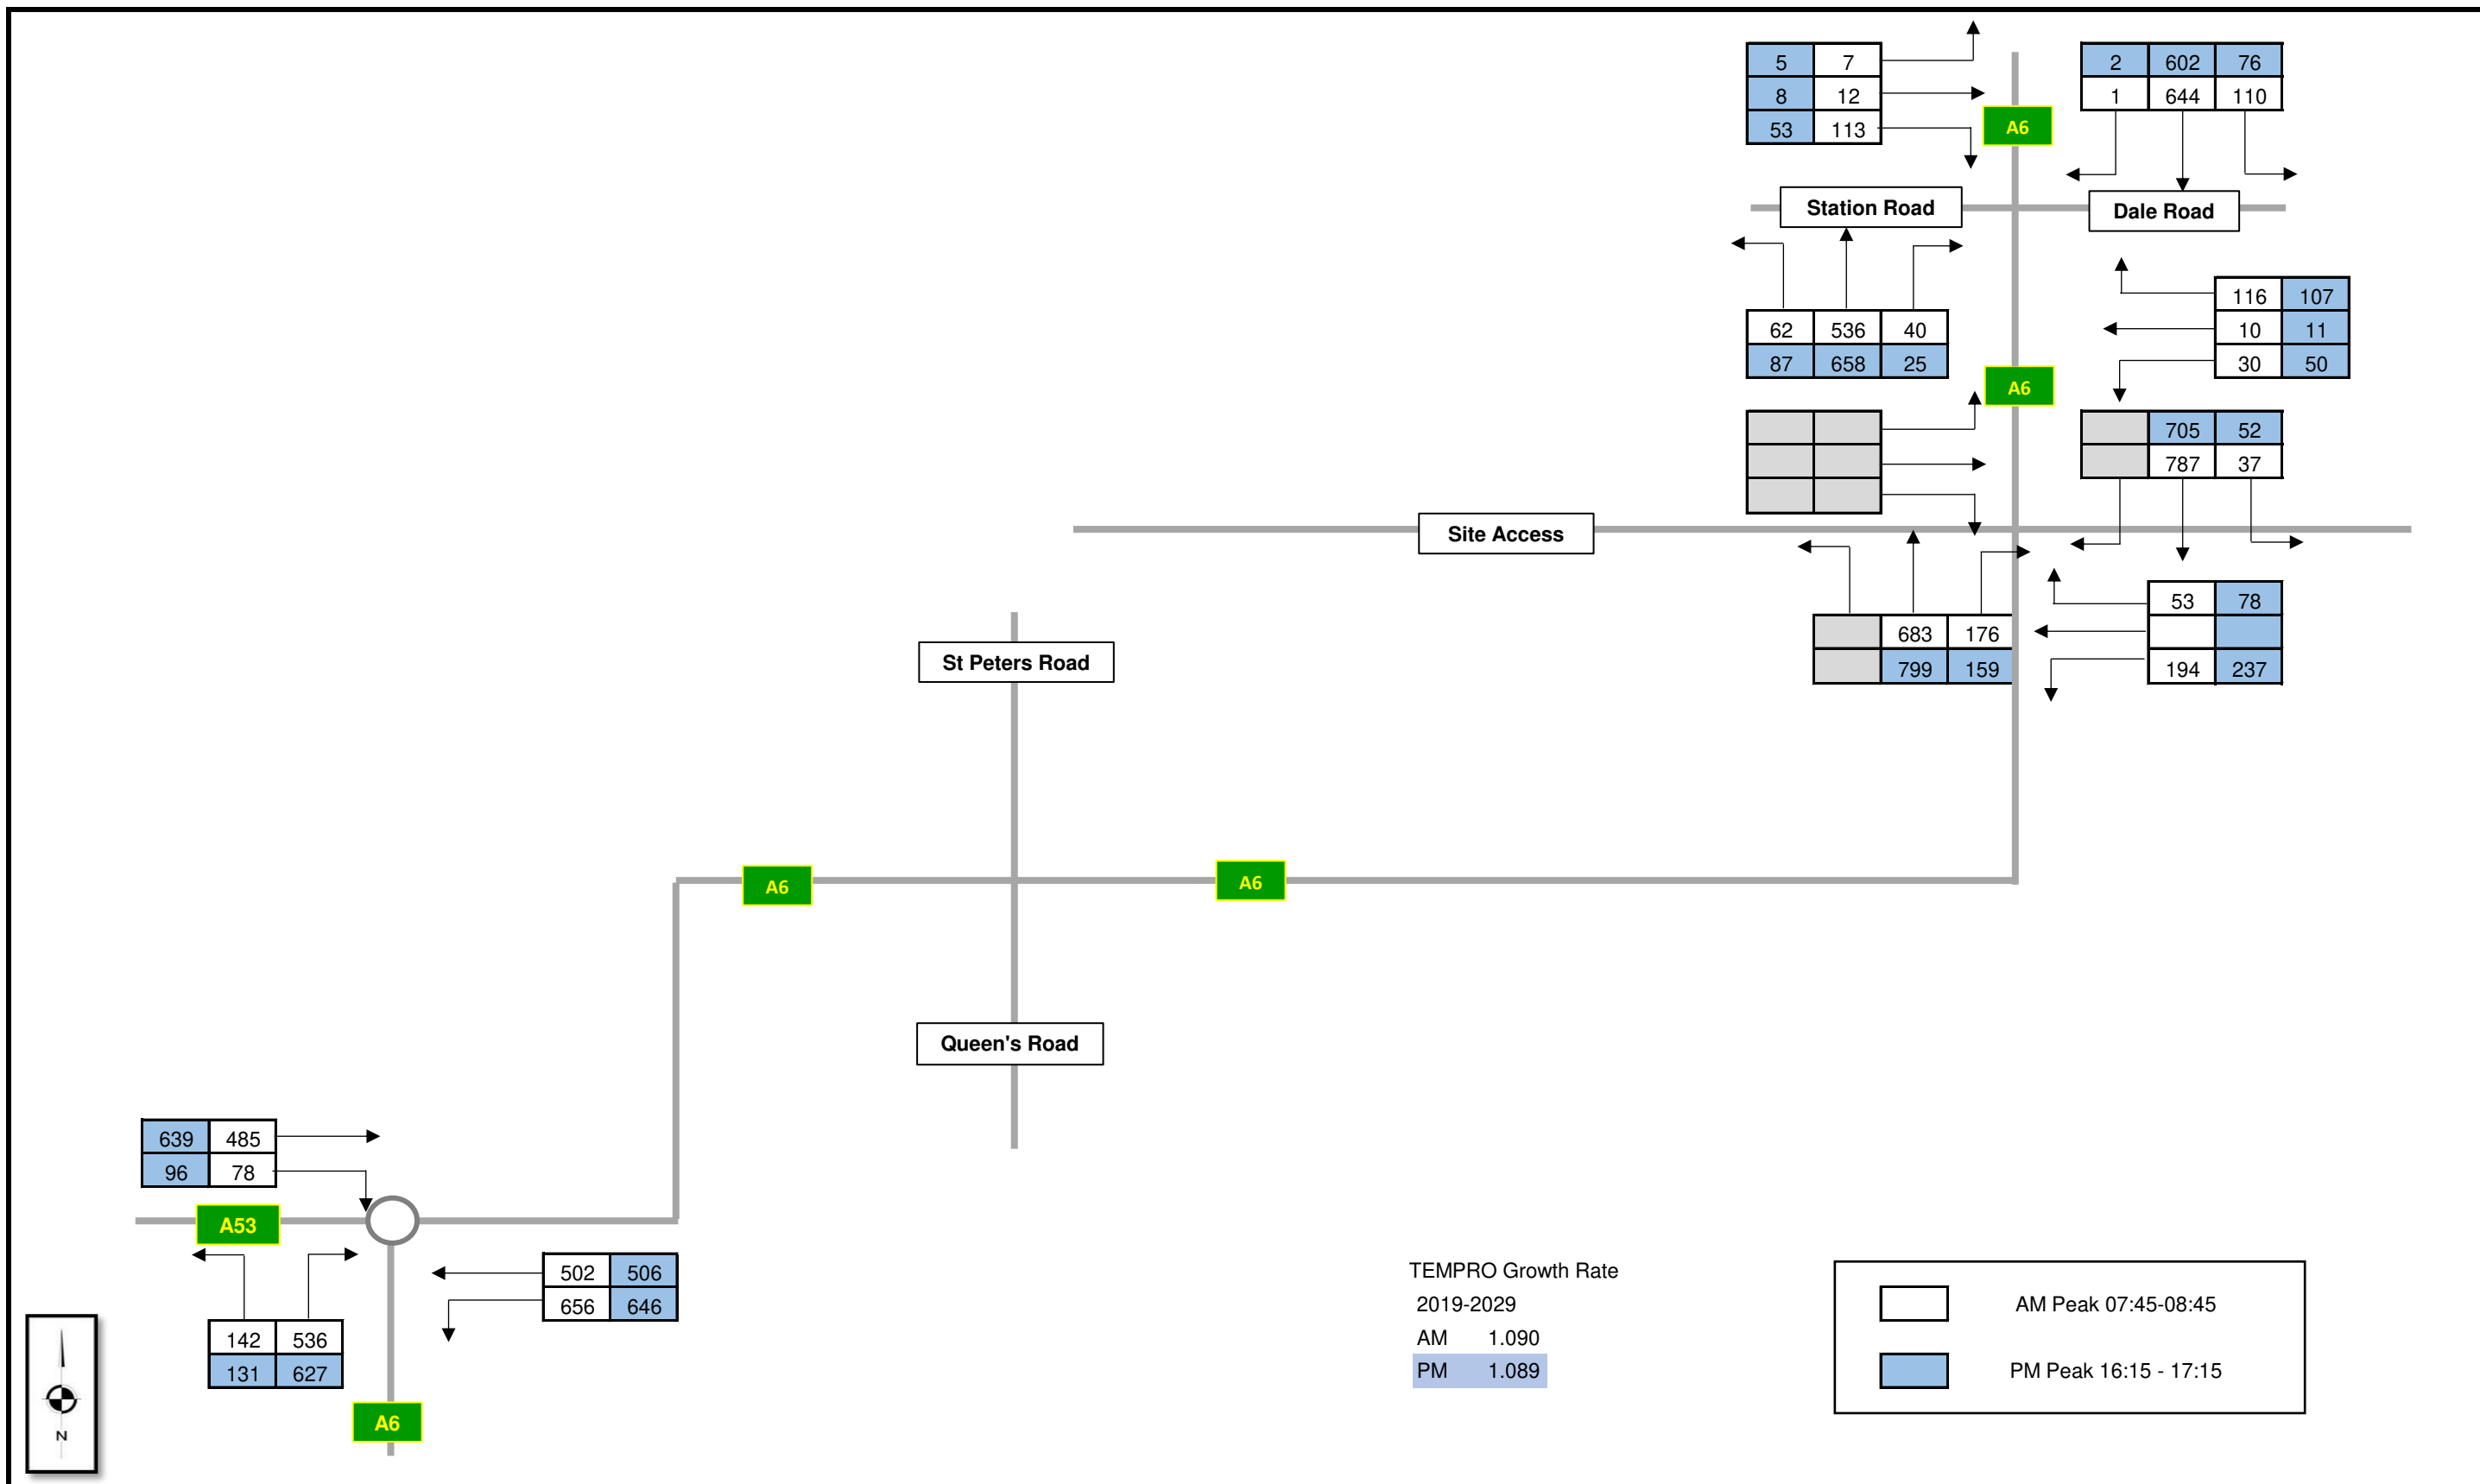 5 7
2 602 76
8 12
1 644 110
53 113
A6
Station Road
Dale Road
116 107
62 536 40
10 11
87 658 25
30 50
A6
705 52
787 37
Site Access
53 78
683 176
799 159
194 237
St Peters Road
A6
A6
Queen's Road
639 485
96 78
A53
502 506
656 646
142 536
131 627
A6
N
TEMPRO Growth Rate
2019-2029
AM 1.090
PM 1.089
AM Peak 07:45-08:45
PM Peak 16:15 - 17:15